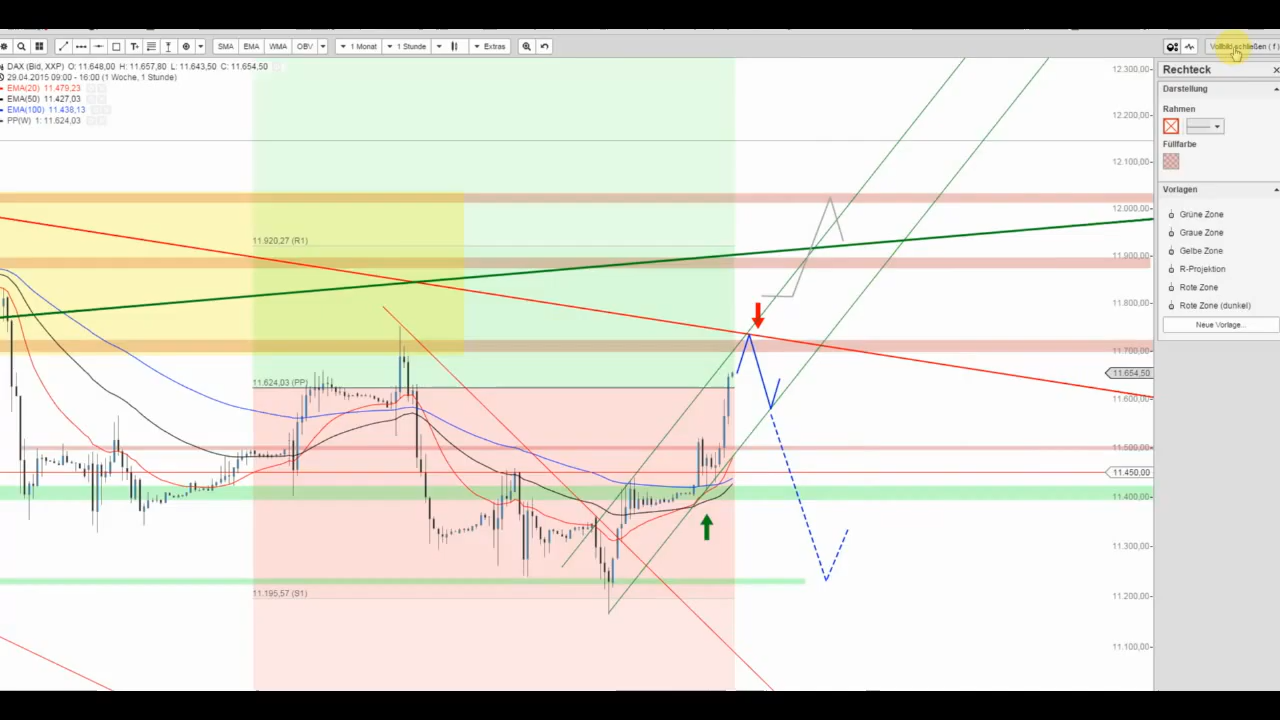 SMA EMA WMA OBV 1 Monat 1 Stunde Extras Vollbild schließen ( f )
DAX (Bid, XXP) O: 11.648,00 H: 11.657,80 L: 11.643,50 C: 11.654,50
29.04.2015 09:00 - 16:00 (1 Woche, 1 Stunde)
EMA(20) 11.479,23
EMA(50) 11.427,03
EMA(100) 11.438,13
PP(W) 1: 11.624,03
11.920,27 (R1)
11.624,03 (PP)
11.195,57 (S1)
12.300,00
12.200,00
12.100,00
12.000,00
11.900,00
11.800,00
11.700,00
11.654,50
11.600,00
11.500,00
11.450,00
11.400,00
11.300,00
11.200,00
11.100,00
Rechteck
Darstellung
Rahmen
Füllfarbe
Vorlagen
Grüne Zone
Graue Zone
Gelbe Zone
R-Projektion
Rote Zone
Rote Zone (dunkel)
Neue Vorlage...